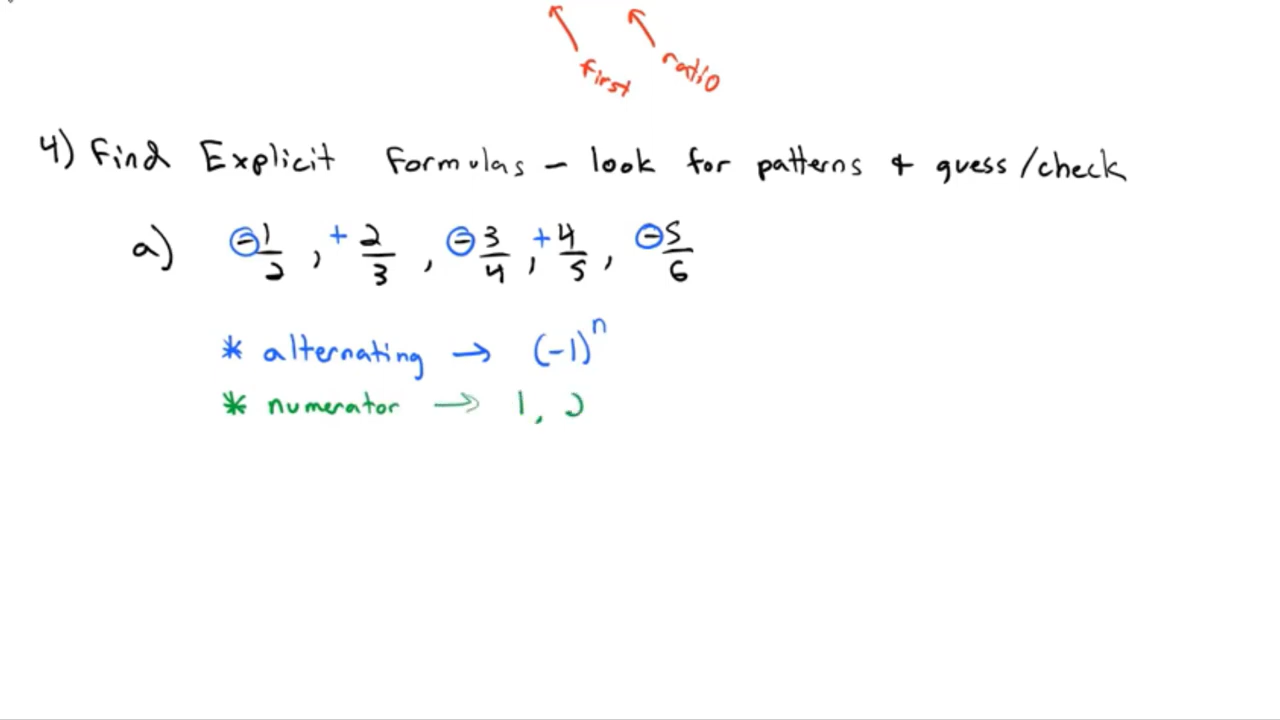 first ratio
4) Find Explicit Formulas - look for patterns & guess/check
a) -1/2, +2/3, -3/4, +4/5, -5/6
* alternating → (-1)^n
* numerator → 1,